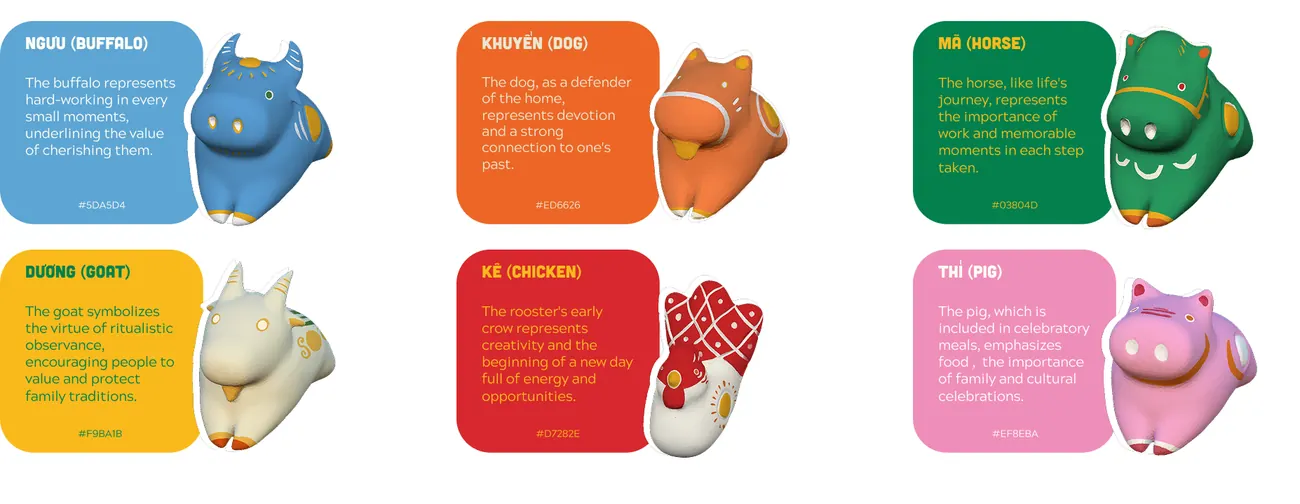 NGƯU (BUFFALO)
The buffalo represents
hard-working in every
small moments,
underlining the value
of cherishing them.
#5DA5D4
KHUYỂN (DOG)
The dog, as a defender
of the home,
represents devotion
and a strong
connection to one's
past.
#ED6626
MÃ (HORSE)
The horse, like life's
journey, represents
the importance of
work and memorable
moments in each step
taken.
#03804D
DƯƠNG (GOAT)
The goat symbolizes
the virtue of ritualistic
observance,
encouraging people to
value and protect
family traditions.
#F9BA1B
KÊ (CHICKEN)
The rooster's early
crow represents
creativity and the
beginning of a new day
full of energy and
opportunities.
#D7282E
THỈ (PIG)
The pig, which is
included in celebratory
meals, emphasizes
food , the importance
of family and cultural
celebrations.
#EF8EBA